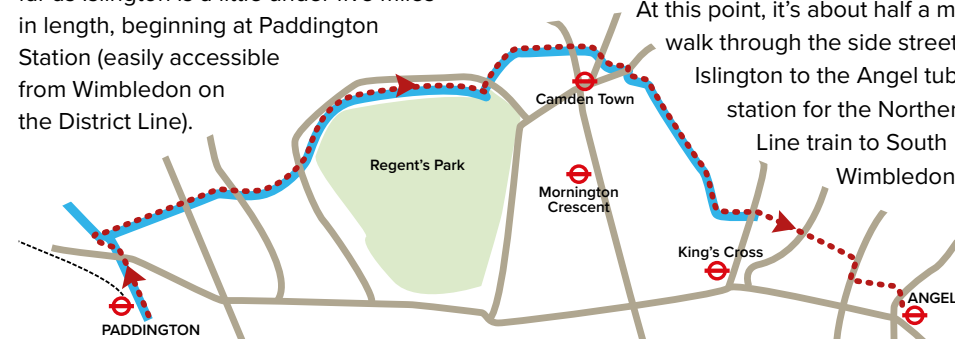 in length, beginning at Paddington
Station (easily accessible
from Wimbledon on
the District Line).
At this point, it's about half a m
walk through the side street
Islington to the Angel tub
station for the Norther
Line train to South
Wimbledon
Camden Town
Regent's Park
Mornington
Crescent
King's Cross
PADDINGTON
ANGEL